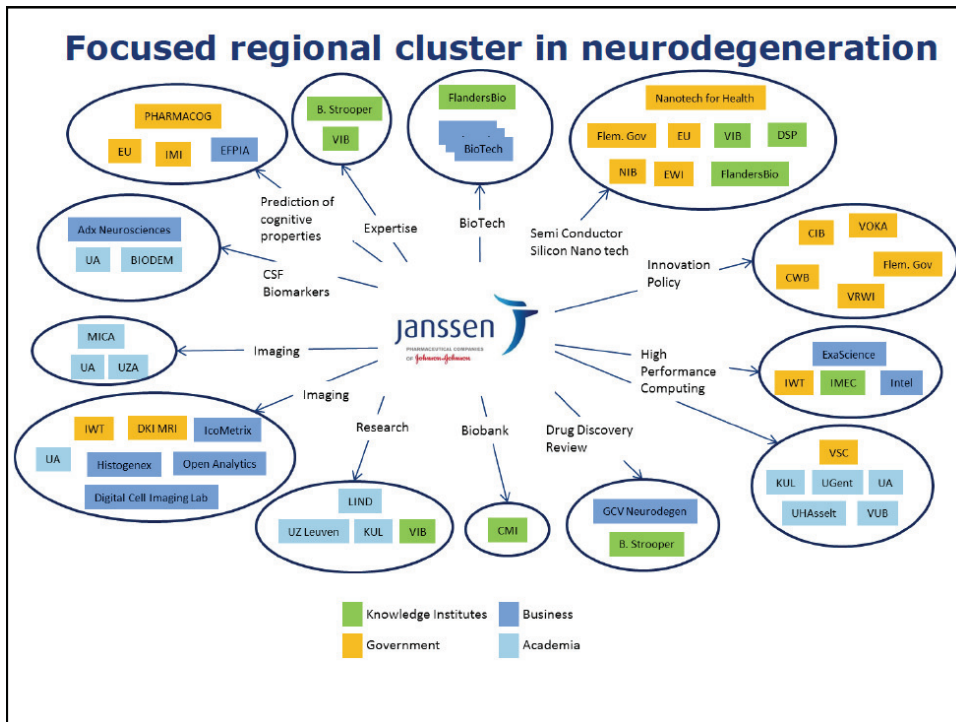 Focused regional cluster in neurodegeneration
PHARMACOG
EU
IMI
EFPIA
B. Strooper
VIB
FlandersBio
BioTech
Nanotech for Health
Flem. Gov
EU
VIB
DSP
NIB
EWI
FlandersBio
Prediction of
cognitive
properties
Expertise
BioTech
Semi Conductor
Silicon Nano tech
Adx Neurosciences
UA
BIODEM
CSF
Biomarkers
Innovation
Policy
CIB
VOKA
Flem. Gov
CWB
VRWI
janssen
PHARMACEUTICAL COMPANIES
OF Johnson & Johnson
MICA
UA
UZA
Imaging
High
Performance
Computing
ExaScience
IWT
IMEC
Intel
Imaging
IWT
DKI MRI
IcoMetrix
UA
Histogenex
Open Analytics
Digital Cell Imaging Lab
Research
Biobank
Drug Discovery
Review
VSC
KUL
UGent
UA
UHAsselt
VUB
LIND
UZ Leuven
KUL
VIB
CMI
GCV Neurodegen
B. Strooper
Knowledge Institutes
Business
Government
Academia